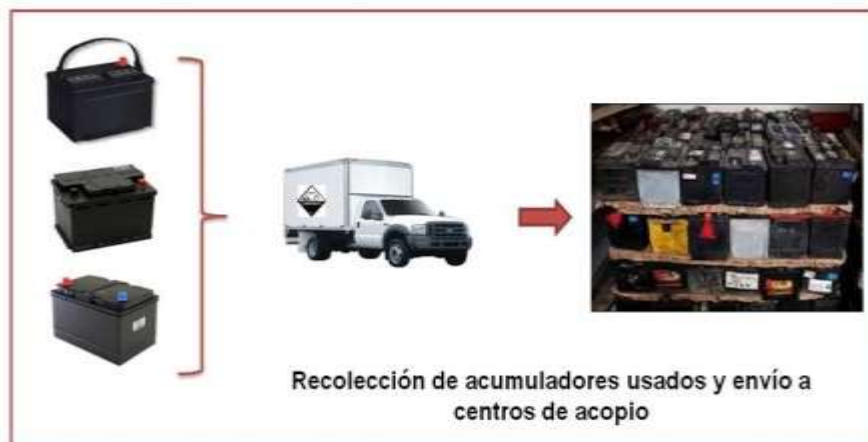 Recolección de acumuladores usados y envío a
centros de acopio